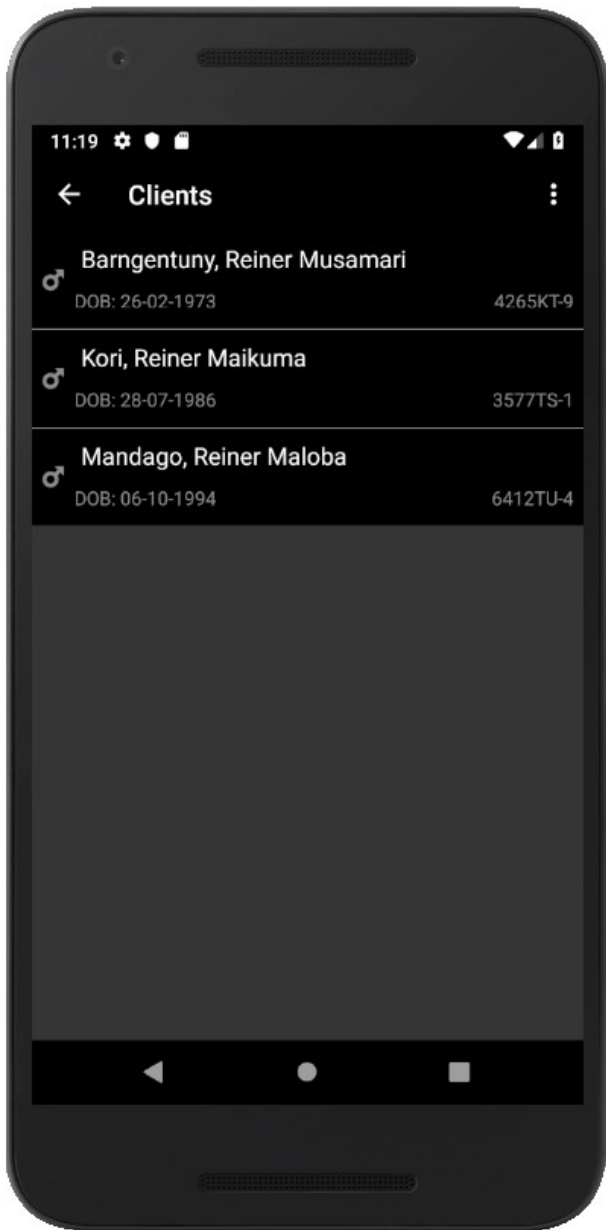 11:19
Clients
Barngentuny, Reiner Musamari
DOB: 26-02-1973 4265KT-9
Kori, Reiner Maikuma
DOB: 28-07-1986 3577TS-1
Mandago, Reiner Maloba
DOB: 06-10-1994 6412TU-4